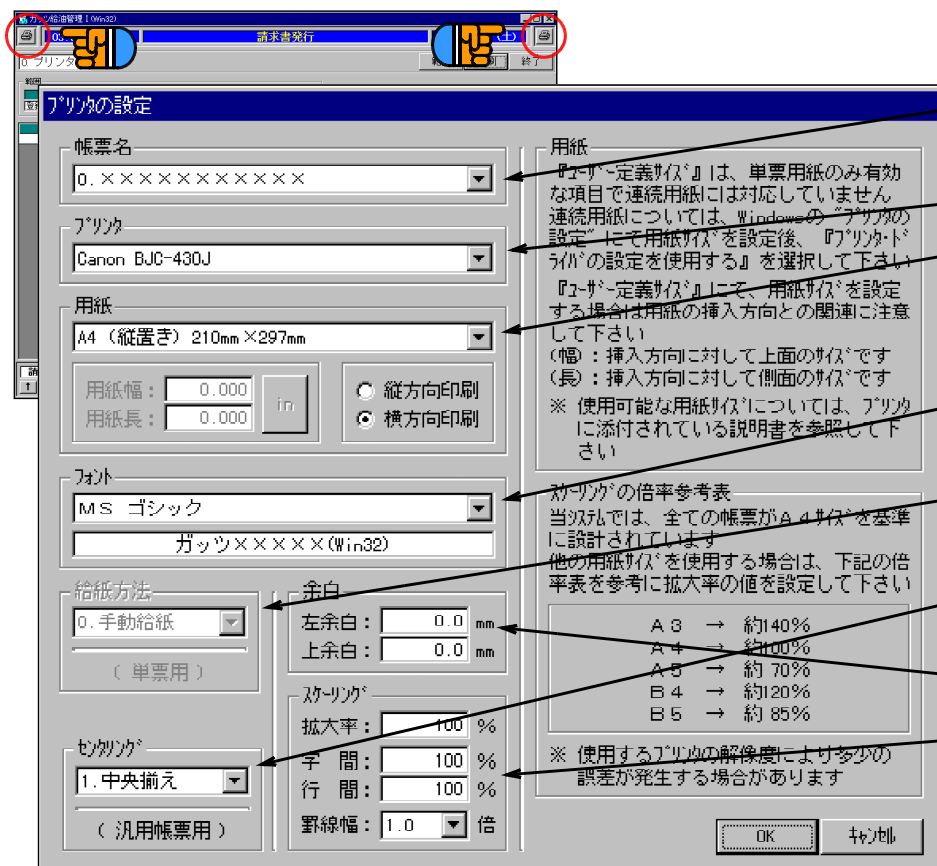 ガッツ給油管理Ⅰ(Win32)
請求書発行
(土)
0.プリンタ
終了
範囲
ﾌﾟﾘﾝﾀの設定
帳票名
0.×××××××××××
ﾌﾟﾘﾝﾀ
Canon BJC-430J
用紙
A4 (縦置き) 210mm×297mm
用紙幅: 0.000
用紙長: 0.000
in
縦方向印刷
横方向印刷
ﾌｫﾝﾄ
MS ゴシック
ガッツ×××××(Win32)
給紙方法
0.手動給紙
(単票用)
ｾﾝﾀﾘﾝｸﾞ
1.中央揃え
(汎用帳票用)
余白
左余白: 0.0 mm
上余白: 0.0 mm
ｽｹｰﾘﾝｸﾞ
拡大率: 100 %
字 間: 100 %
行 間: 100 %
罫線幅: 1.0 倍
用紙
『ﾕｰｻﾞｰ定義ｻｲｽﾞ』は、単票用紙のみ有効
な項目で連続用紙には対応していません
連続用紙については、Windowsの"ﾌﾟﾘﾝﾀの
設定"にて用紙ｻｲｽﾞを設定後、『ﾌﾟﾘﾝﾀ･ﾄﾞ
ﾗｲﾊﾞの設定を使用する』を選択して下さい
『ﾕｰｻﾞｰ定義ｻｲｽﾞ』にて、用紙ｻｲｽﾞを設定
する場合は用紙の挿入方向との関連に注意
して下さい
(幅):挿入方向に対して上面のｻｲｽﾞです
(長):挿入方向に対して側面のｻｲｽﾞです
※ 使用可能な用紙ｻｲｽﾞについては、ﾌﾟﾘﾝﾀ
に添付されている説明書を参照して下
さい
ｽｹｰﾘﾝｸﾞの倍率参考表
当ｼｽﾃﾑでは、全ての帳票がA4ｻｲｽﾞを基準
に設計されています
他の用紙ｻｲｽﾞを使用する場合は、下記の倍
率表を参考に拡大率の値を設定して下さい
A3 → 約140%
A4 → 約100%
A5 → 約 70%
B4 → 約120%
B5 → 約 85%
※ 使用するﾌﾟﾘﾝﾀの解像度により多少の
誤差が発生する場合があります
OK
ｷｬﾝｾﾙ